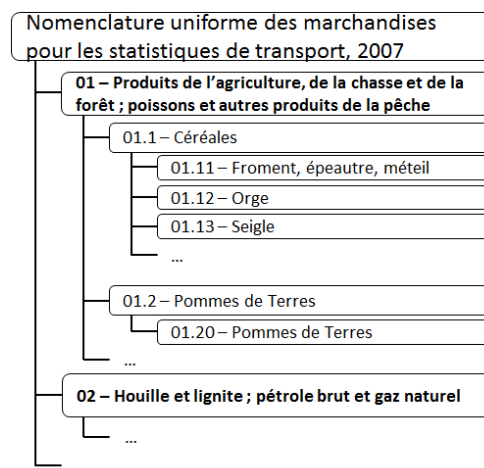 Nomenclature uniforme des marchandises
pour les statistiques de transport, 2007
01 – Produits de l'agriculture, de la chasse et de la
forêt ; poissons et autres produits de la pêche
01.1 – Céréales
01.11 – Froment, épeautre, méteil
01.12 – Orge
01.13 – Seigle
...
01.2 – Pommes de Terres
01.20 – Pommes de Terres
...
02 – Houille et lignite ; pétrole brut et gaz naturel
...